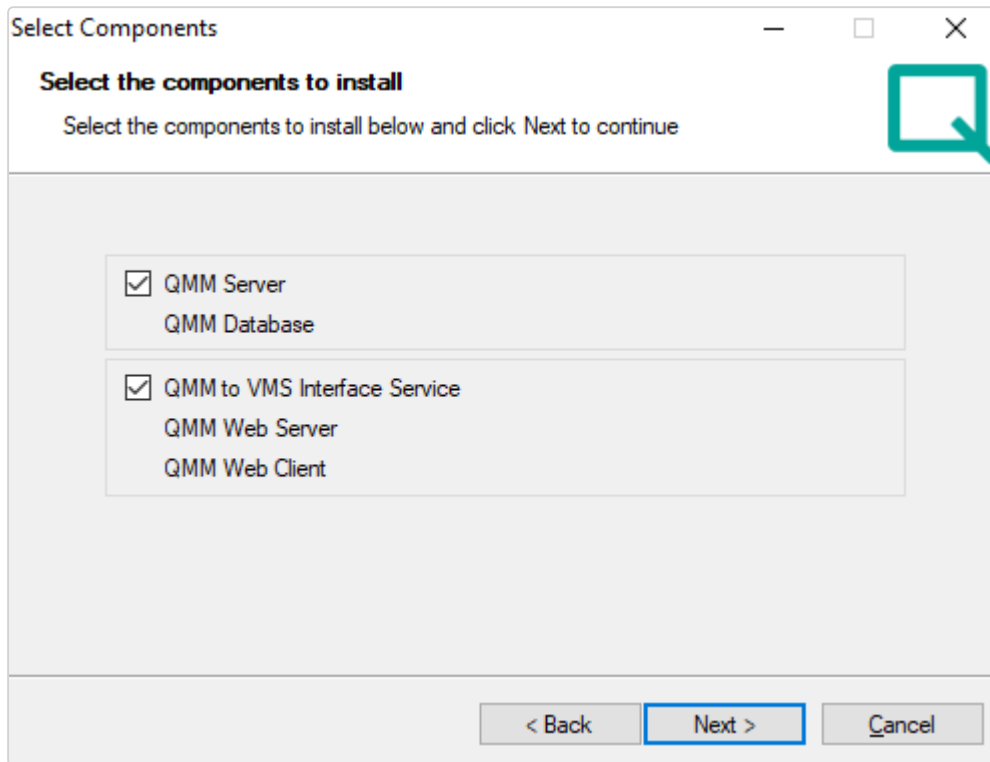 Select Components
Select the components to install
Select the components to install below and click Next to continue
QMM Server
QMM Database
QMM to VMS Interface Service
QMM Web Server
QMM Web Client
< Back
Next >
Cancel